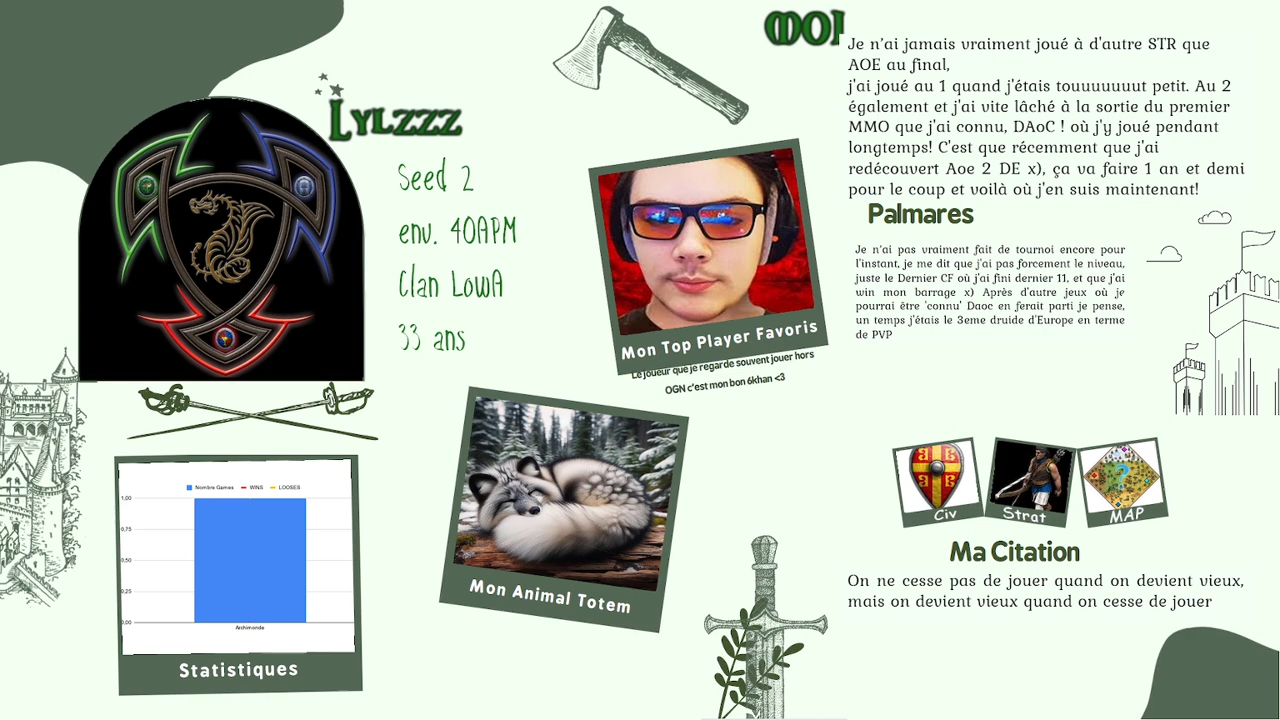 Lylzzz
Seed 2
env. 40APM
Clan LowA
33 ans
Nombre Games
WINS
LOOSES
1,00
0,75
0,50
0,25
0,00
Archimonde
Statistiques
Mon Top Player Favoris
Le joueur que je regarde souvent jouer hors
OGN c'est mon bon 6khan <3
Mon Animal Totem
Je n'ai jamais vraiment joué à d'autre STR que
AOE au final,
j'ai joué au 1 quand j'étais touuuuuuut petit. Au 2
également et j'ai vite lâché à la sortie du premier
MMO que j'ai connu, DAoC ! où j'y joué pendant
longtemps! C'est que récemment que j'ai
redécouvert Aoe 2 DE x), ça va faire 1 an et demi
pour le coup et voilà où j'en suis maintenant!
Palmares
Je n'ai pas vraiment fait de tournoi encore pour
l'instant, je me dit que j'ai pas forcement le niveau,
juste le Dernier CF où j'ai fini dernier 11, et que j'ai
win mon barrage x) Après d'autre jeux où je
pourrai être 'connu' Daoc en ferait parti je pense,
un temps j'étais le 3eme druide d'Europe en terme
de PVP
Civ
Strat
MAP
Ma Citation
On ne cesse pas de jouer quand on devient vieux,
mais on devient vieux quand on cesse de jouer